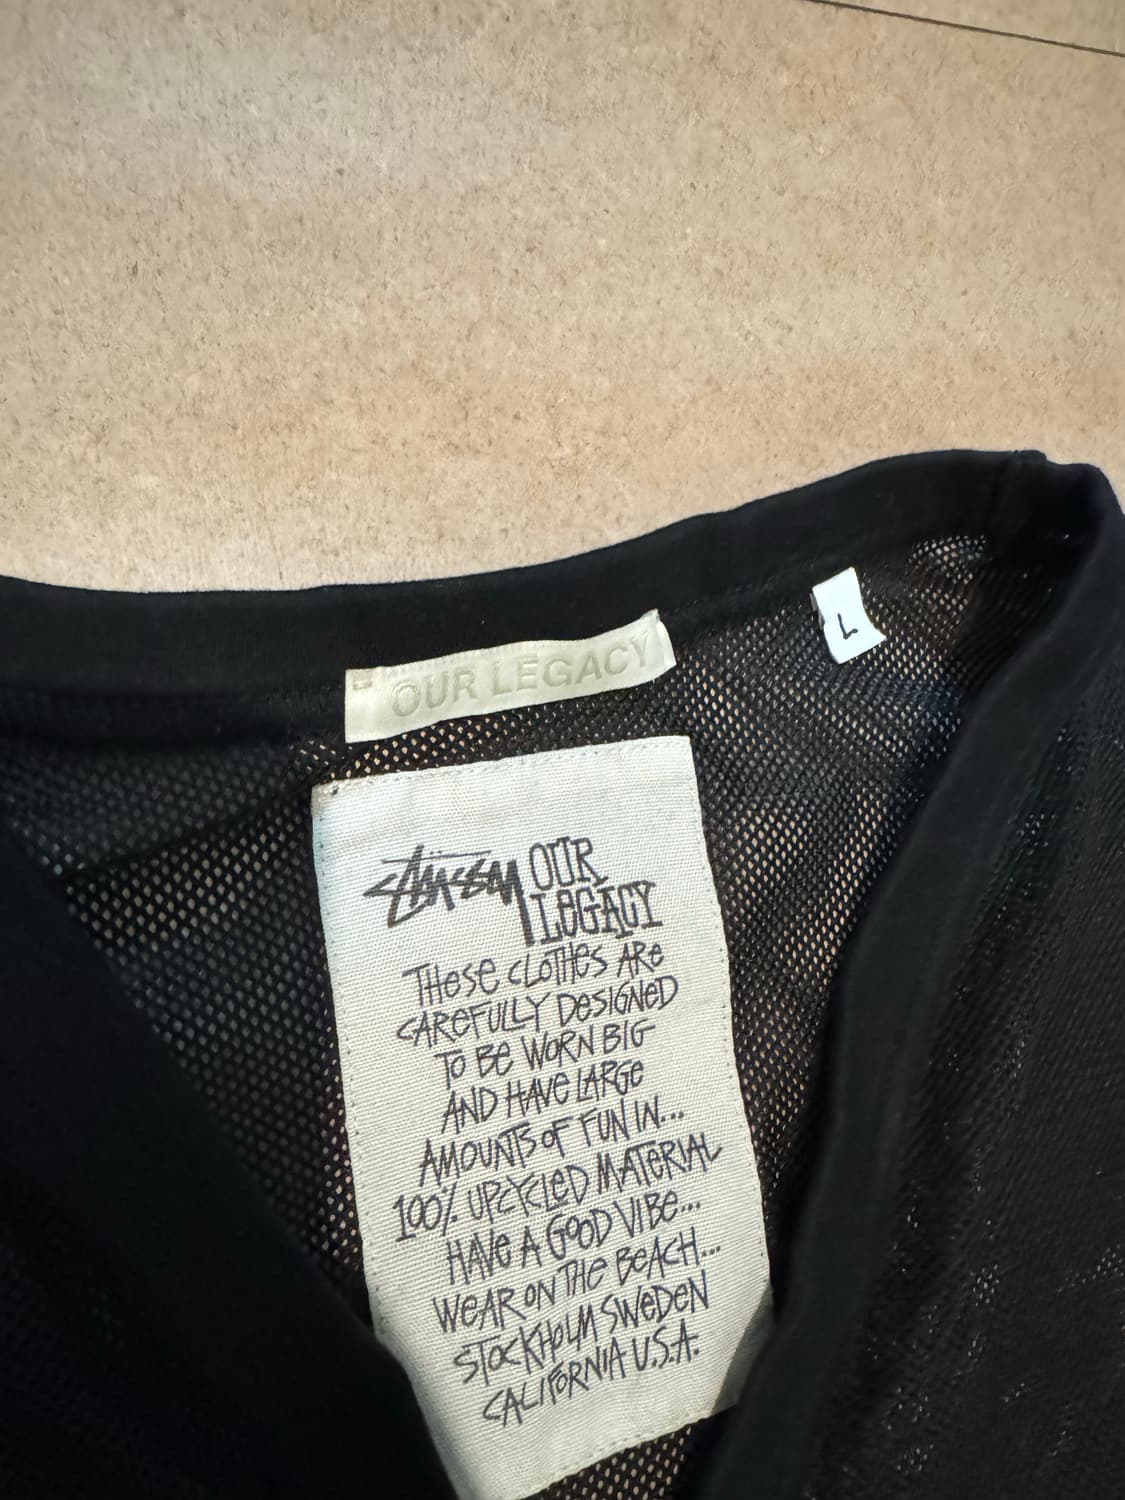 OUR LEGACY
L
STÜSSY OUR
LEGACY
THESE CLOTHES ARE
CAREFULLY DESIGNED
TO BE WORN BIG
AND HAVE LARGE
AMOUNTS OF FUN IN...
100% UPCYCLED MATERIAL
HAVE A GOOD VIBE...
WEAR ON THE BEACH...
STOCKHOLM SWEDEN
CALIFORNIA U.S.A.